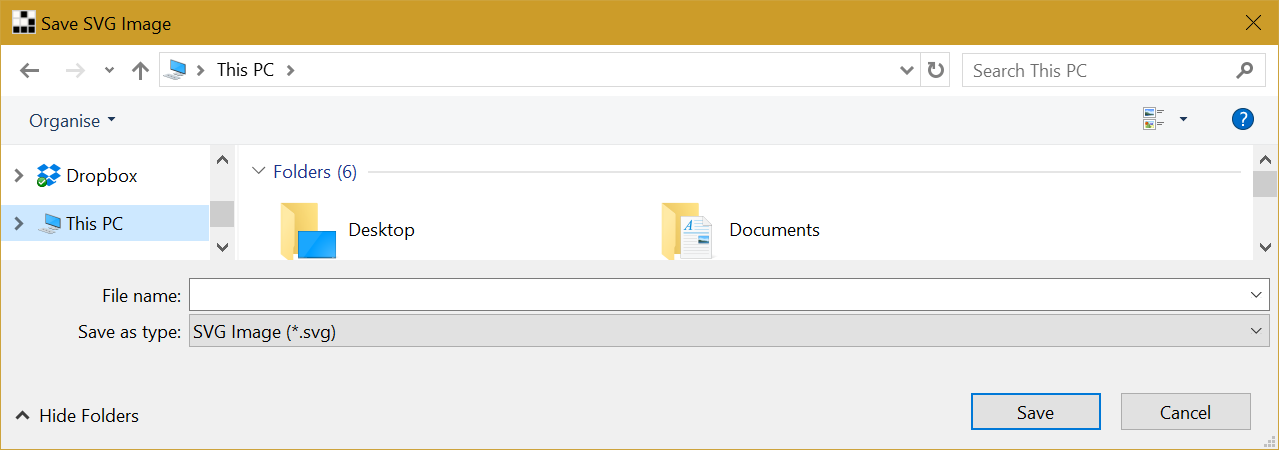 Save SVG Image
This PC
Search This PC
Organise
?
Dropbox
Folders (6)
This PC
Desktop
Documents
File name:
Save as type: SVG Image (*.svg)
Hide Folders
Save
Cancel